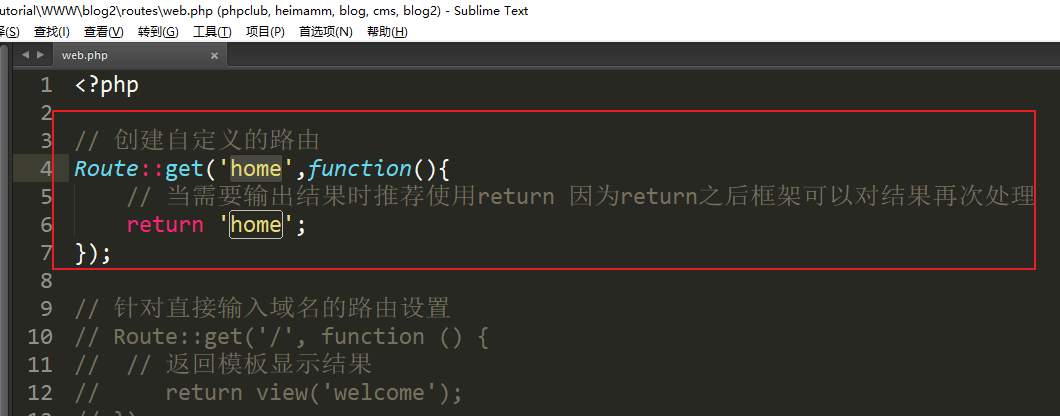 utorial\WWW\blog2\routes\web.php (phpclub, heimamm, blog, cms, blog2) - Sublime Text
择(S) 查找(I) 查看(V) 转到(G) 工具(T) 项目(P) 首选项(N) 帮助(H)
web.php ×
1 <?php
2
3 // 创建自定义的路由
4 Route::get('home',function(){
5 // 当需要输出结果时推荐使用return 因为return之后框架可以对结果再次处理
6 return 'home';
7 });
8
9 // 针对直接输入域名的路由设置
10 // Route::get('/', function () {
11 // // 返回模板显示结果
12 // return view('welcome');